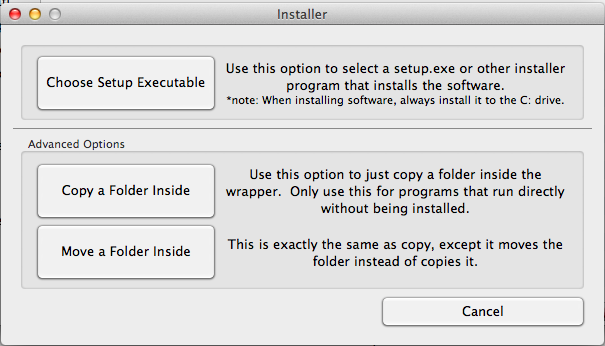 Installer
Choose Setup Executable
Use this option to select a setup.exe or other installer
program that installs the software.
*note: When installing software, always install it to the C: drive.
Advanced Options
Copy a Folder Inside
Use this option to just copy a folder inside the
wrapper.  Only use this for programs that run directly
without being installed.
Move a Folder Inside
This is exactly the same as copy, except it moves the
folder instead of copies it.
Cancel